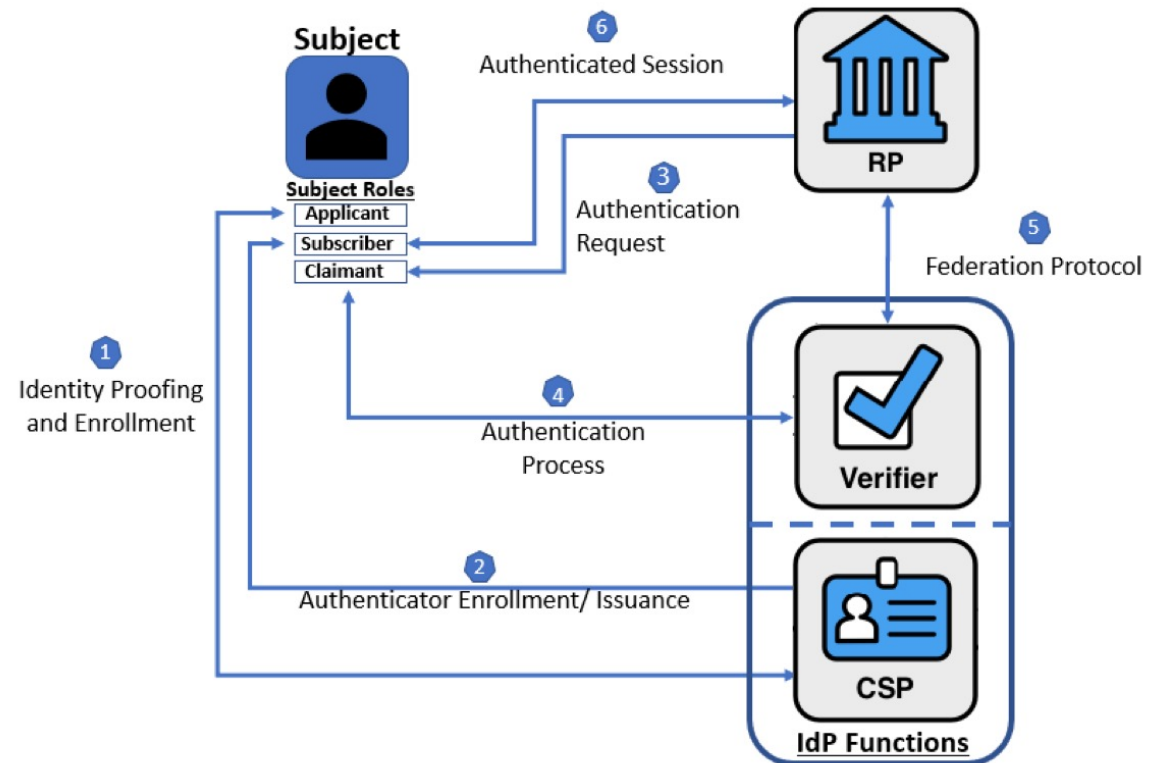 Subject
Subject Roles
Applicant
Subscriber
Claimant
6
Authenticated Session
RP
3
Authentication
Request
5
Federation Protocol
1
Identity Proofing
and Enrollment
4
Authentication
Process
Verifier
2
Authenticator Enrollment/ Issuance
CSP
IdP Functions